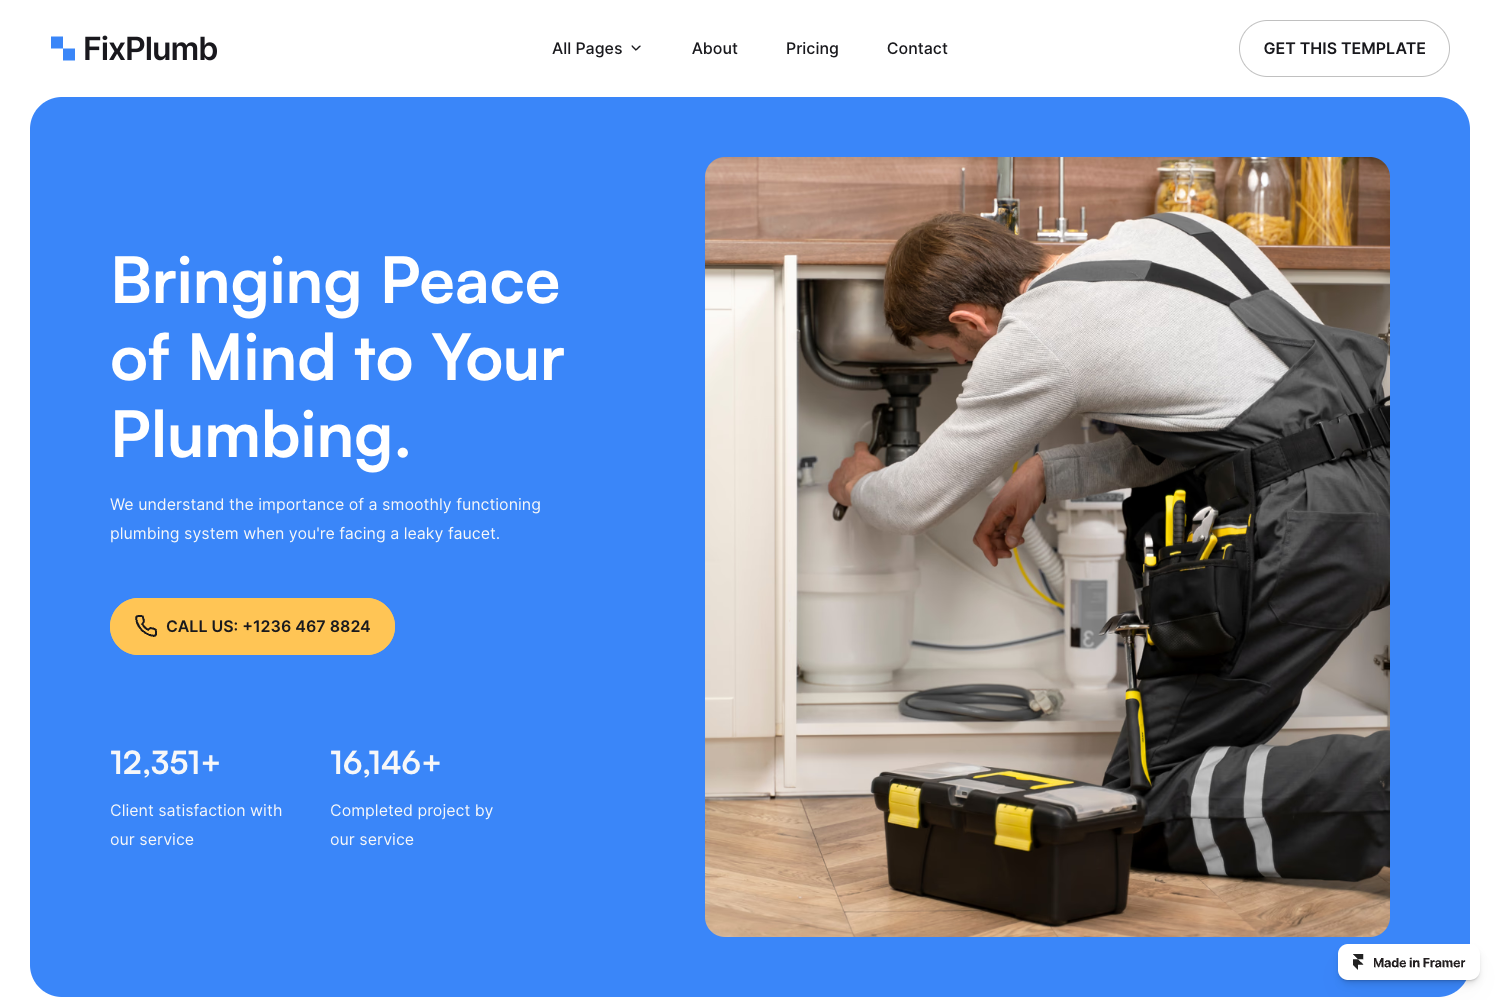 FixPlumb
All Pages
About
Pricing
Contact
GET THIS TEMPLATE
Bringing Peace
of Mind to Your
Plumbing.
We understand the importance of a smoothly functioning
plumbing system when you're facing a leaky faucet.
CALL US: +1236 467 8824
12,351+
Client satisfaction with
our service
16,146+
Completed project by
our service
Made in Framer